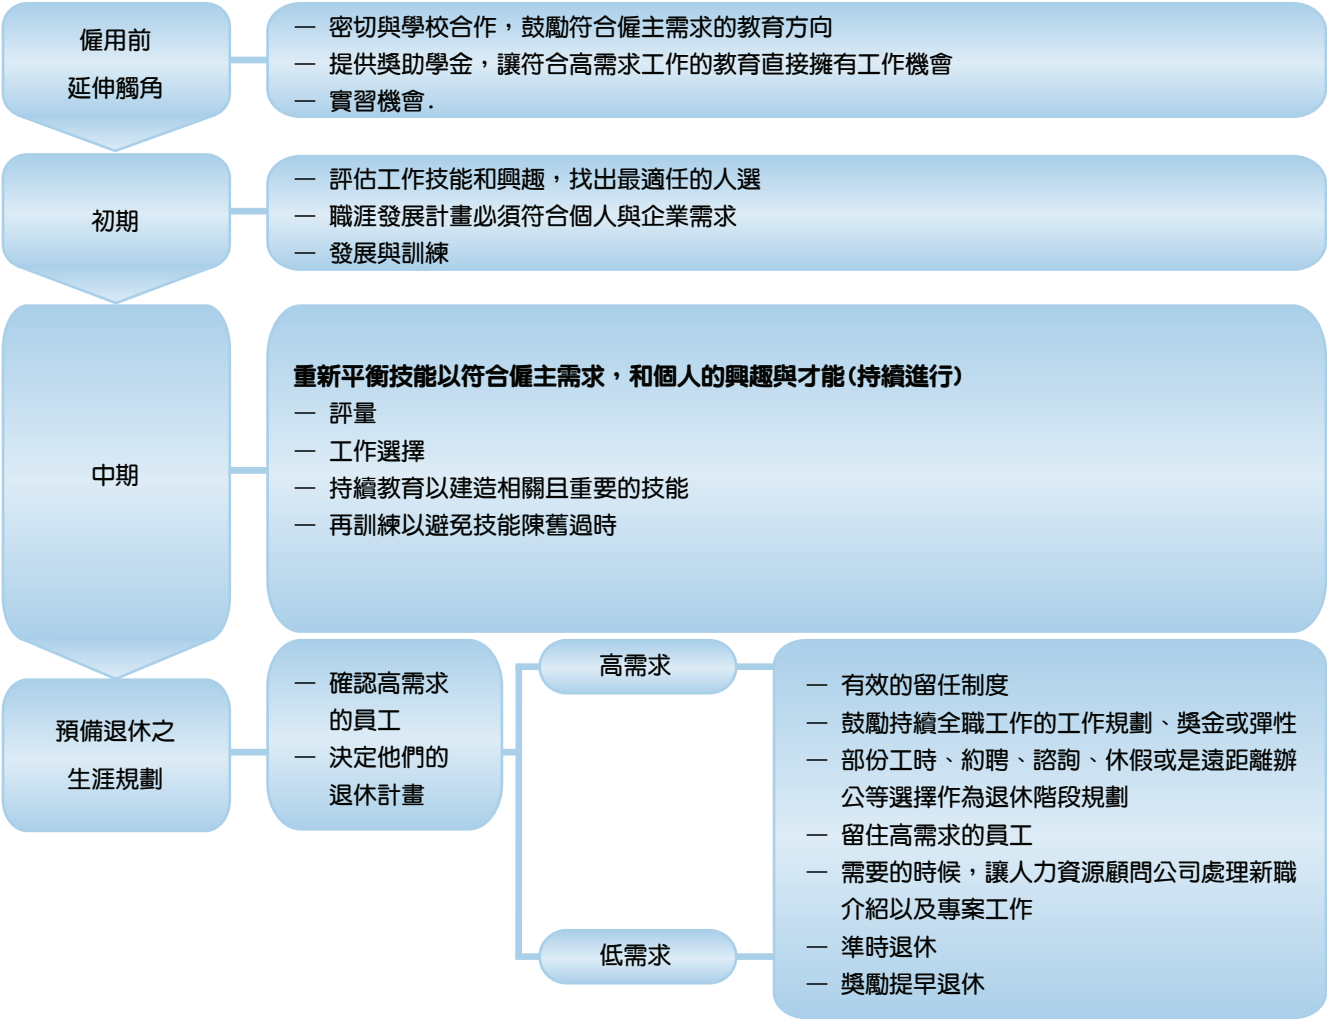 僱用前
延伸觸角
— 密切與學校合作，鼓勵符合僱主需求的教育方向
— 提供獎助學金，讓符合高需求工作的教育直接擁有工作機會
— 實習機會.
初期
— 評估工作技能和興趣，找出最適任的人選
— 職涯發展計畫必須符合個人與企業需求
— 發展與訓練
中期
重新平衡技能以符合僱主需求，和個人的興趣與才能(持續進行)
— 評量
— 工作選擇
— 持續教育以建造相關且重要的技能
— 再訓練以避免技能陳舊過時
預備退休之
生涯規劃
— 確認高需求
的員工
— 決定他們的
退休計畫
高需求
低需求
— 有效的留任制度
— 鼓勵持續全職工作的工作規劃、獎金或彈性
— 部份工時、約聘、諮詢、休假或是遠距離辦
公等選擇作為退休階段規劃
— 留住高需求的員工
— 需要的時候，讓人力資源顧問公司處理新職
介紹以及專案工作
— 準時退休
— 獎勵提早退休